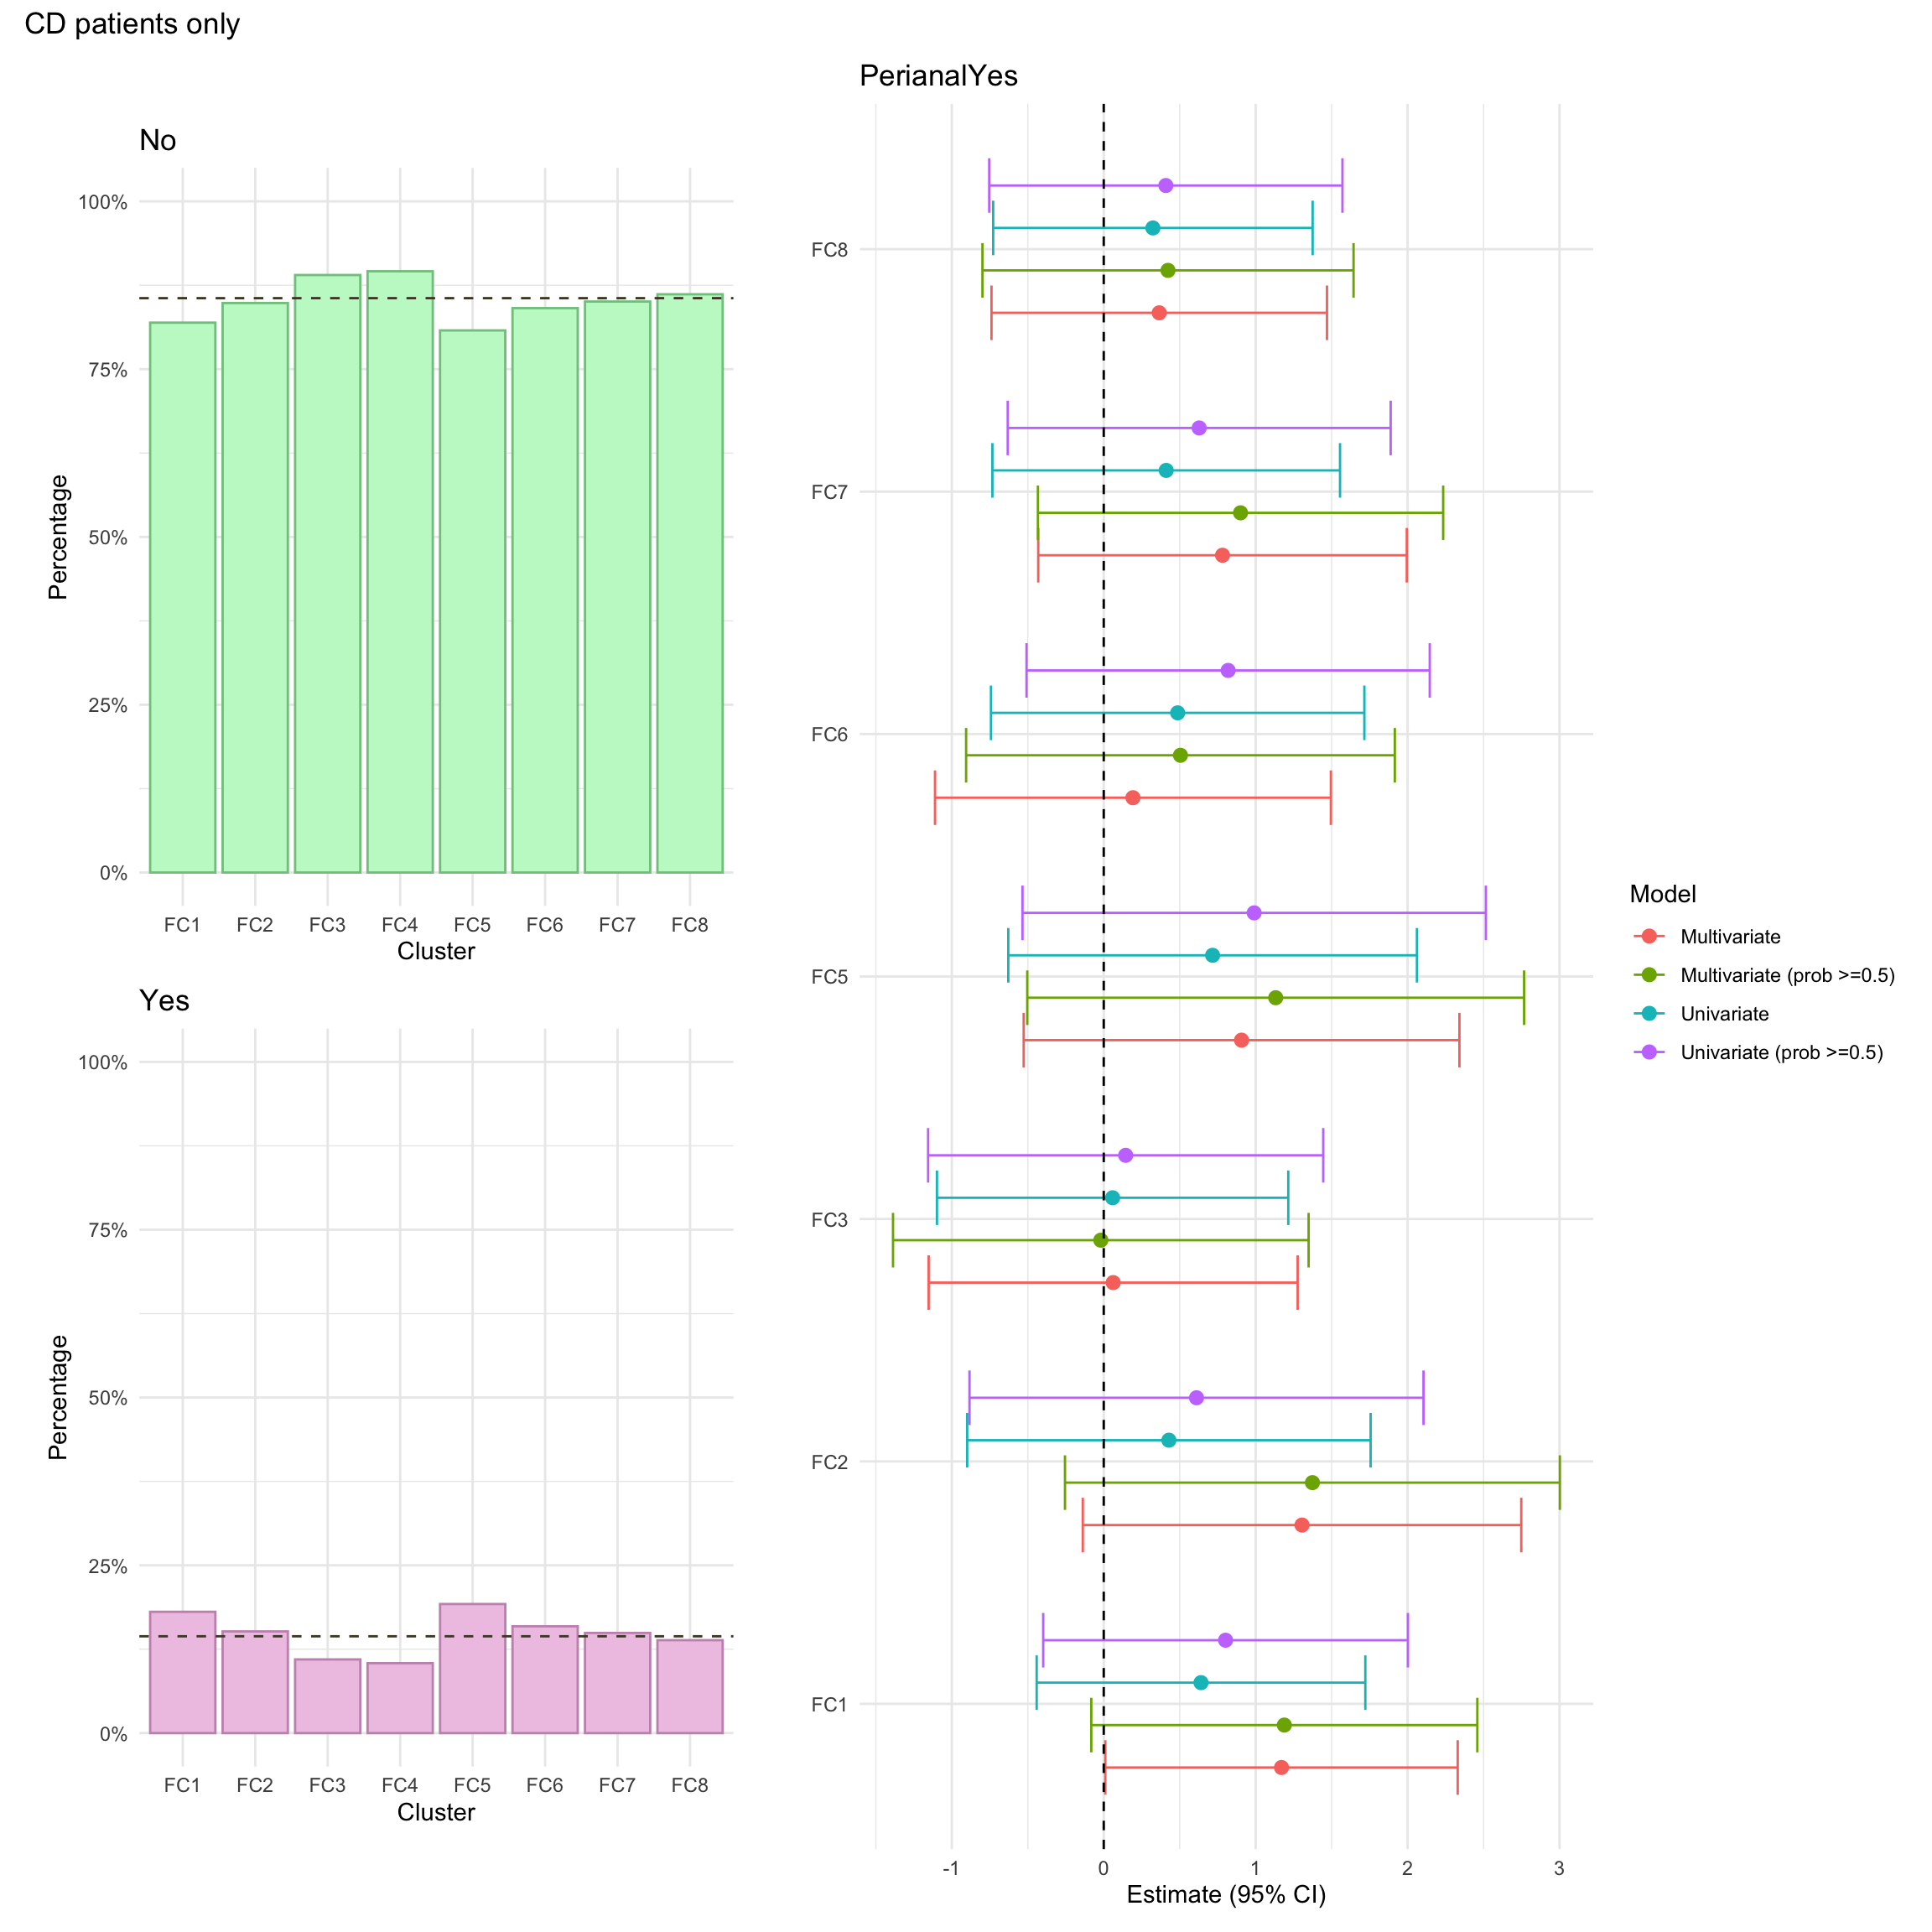 CD patients only
No
Percentage
100%
75%
50%
25%
0%
FC1 FC2 FC3 FC4 FC5 FC6 FC7 FC8
Cluster
Yes
Percentage
100%
75%
50%
25%
0%
FC1 FC2 FC3 FC4 FC5 FC6 FC7 FC8
Cluster
PerianalYes
FC8
FC7
FC6
FC5
FC3
FC2
FC1
-1 0 1 2 3
Estimate (95% CI)
Model
Multivariate
Multivariate (prob >=0.5)
Univariate
Univariate (prob >=0.5)